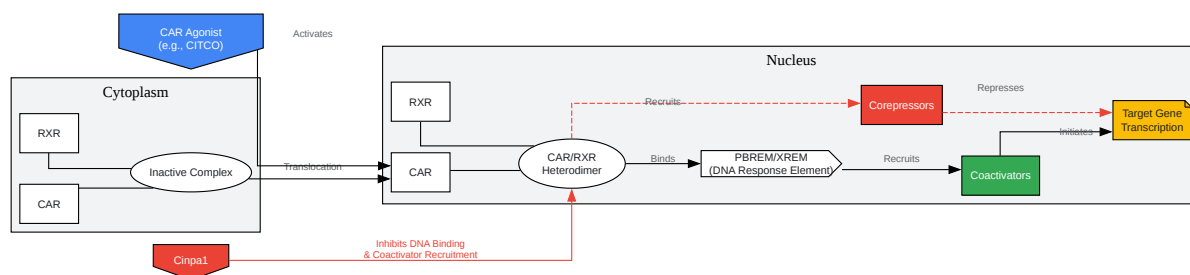 CAR Agonist
(e.g., CITCO)
Activates
Nucleus
Cytoplasm
RXR
Inactive Complex
CAR
Translocation
RXR
CAR
CAR/RXR
Heterodimer
Recruits
Corepressors
Represses
Target Gene
Transcription
Binds
PBREM/XREM
(DNA Response Element)
Recruits
Coactivators
Initiates
Cinpa1
Inhibits DNA Binding
& Coactivator Recruitment